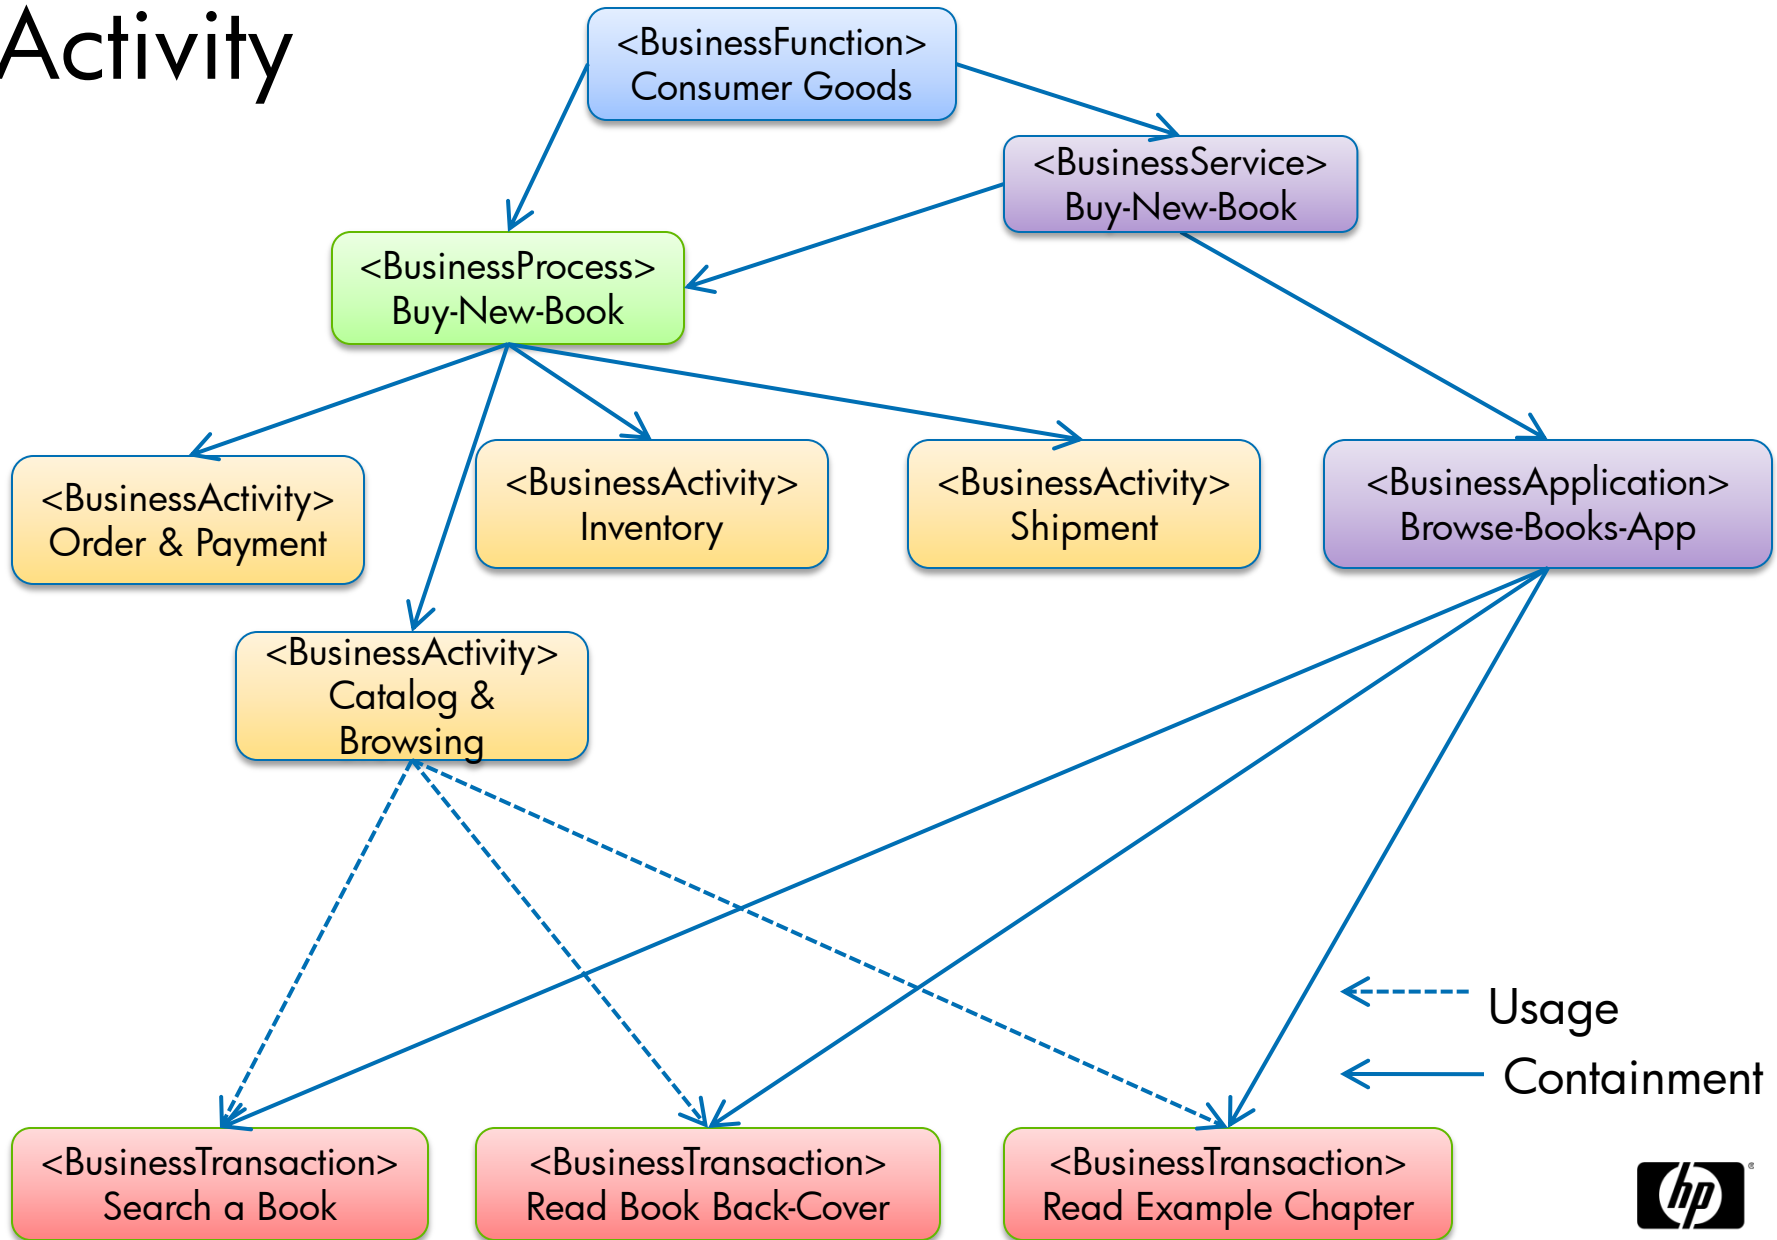 Activity
<BusinessFunction>
Consumer Goods
<BusinessService>
Buy-New-Book
<BusinessProcess>
Buy-New-Book
<BusinessActivity>
Order & Payment
<BusinessActivity>
Inventory
<BusinessActivity>
Shipment
<BusinessApplication>
Browse-Books-App
<BusinessActivity>
Catalog &
Browsing
Usage
Containment
<BusinessTransaction>
Search a Book
<BusinessTransaction>
Read Book Back-Cover
<BusinessTransaction>
Read Example Chapter
hp